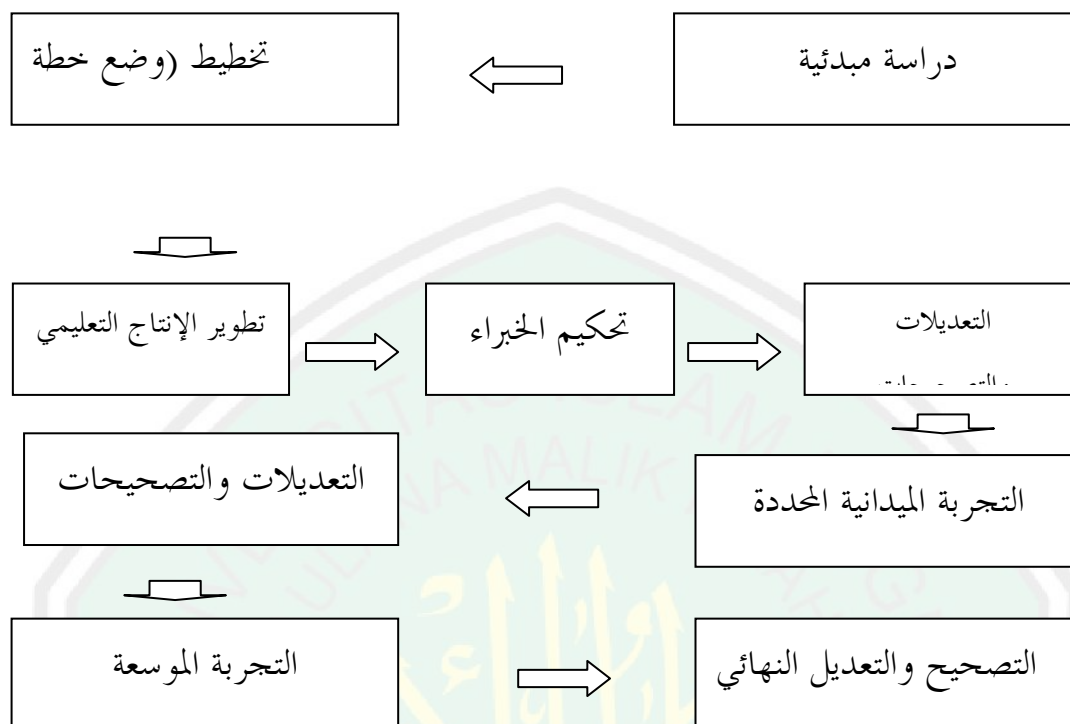 دراسة مبدئية
تخطيط (وضع خطة
تطوير الإنتاج التعليمي
تحكيم الخبراء
التعديلات
التجربة الميدانية المحددة
التعديلات والتصحيحات
التجربة الموسعة
التصحيح والتعديل النهائي